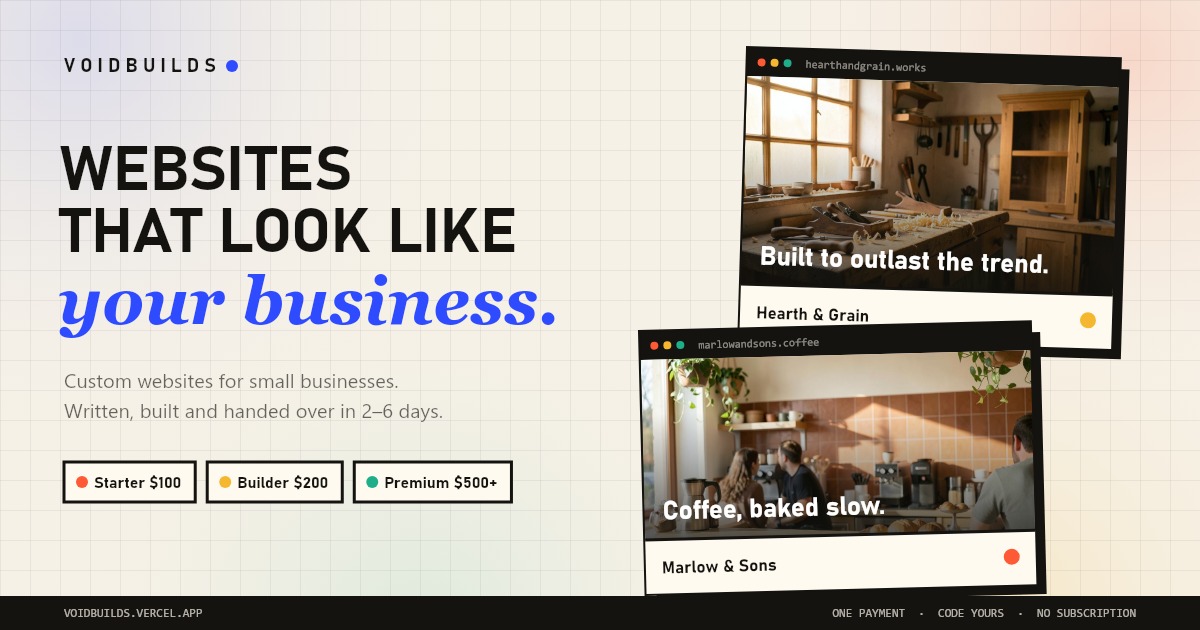 VOIDBUILDS
WEBSITES
THAT LOOK LIKE
your business.
Custom websites for small businesses.
Written, built and handed over in 2–6 days.
Starter $100
Builder $200
Premium $500+
hearthandgrain.works
Built to outlast the trend.
Hearth & Grain
marlowandsons.coffee
Coffee, baked slow.
Marlow & Sons
VOIDBUILDS.VERCEL.APP
ONE PAYMENT · CODE YOURS · NO SUBSCRIPTION